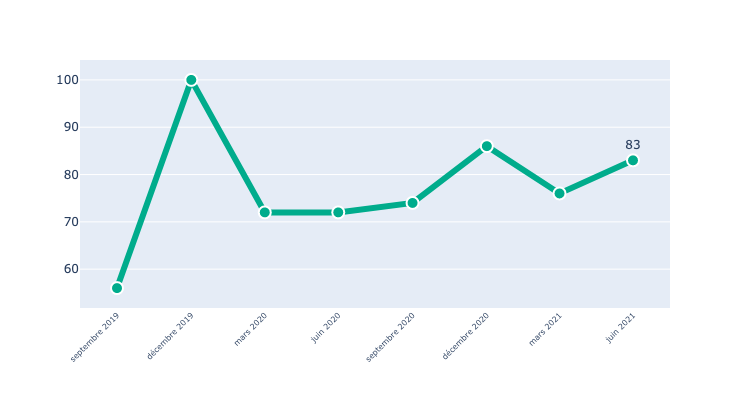 100
90
80
70
60
83
septembre 2019
décembre 2019
mars 2020
juin 2020
septembre 2020
décembre 2020
mars 2021
juin 2021